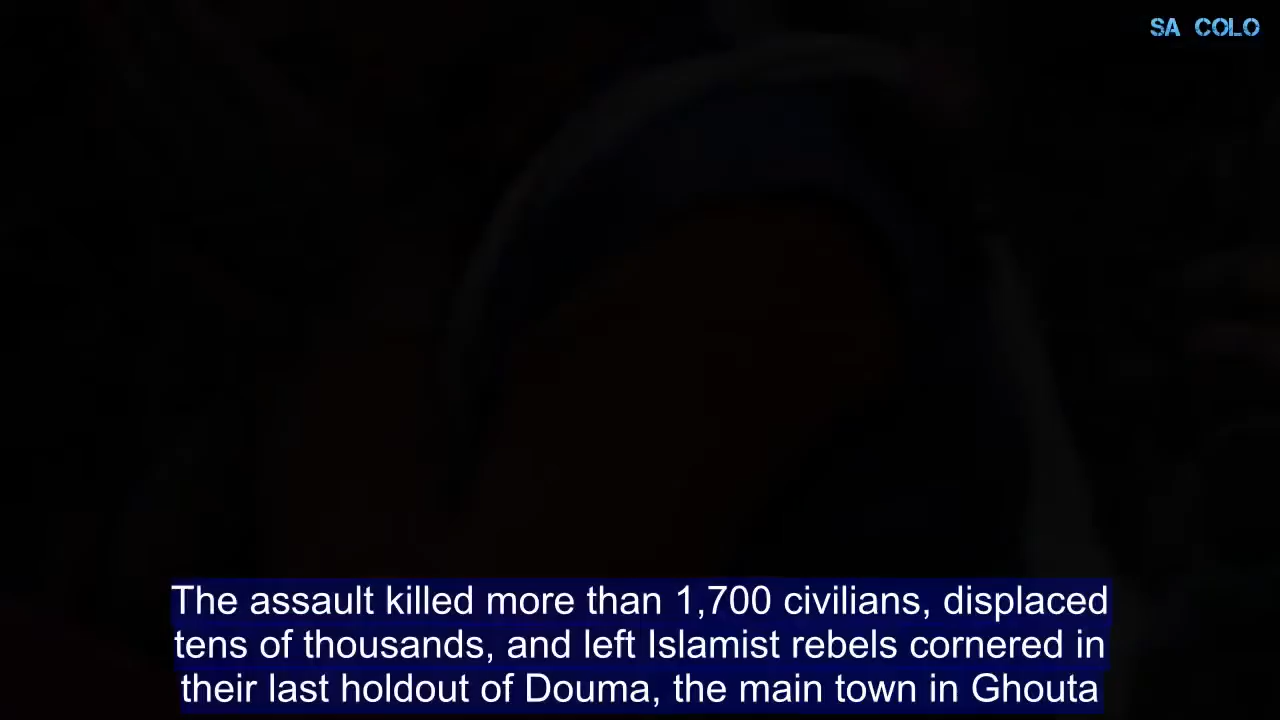 SA COLO
The assault killed more than 1,700 civilians, displaced
tens of thousands, and left Islamist rebels cornered in
their last holdout of Douma, the main town in Ghouta